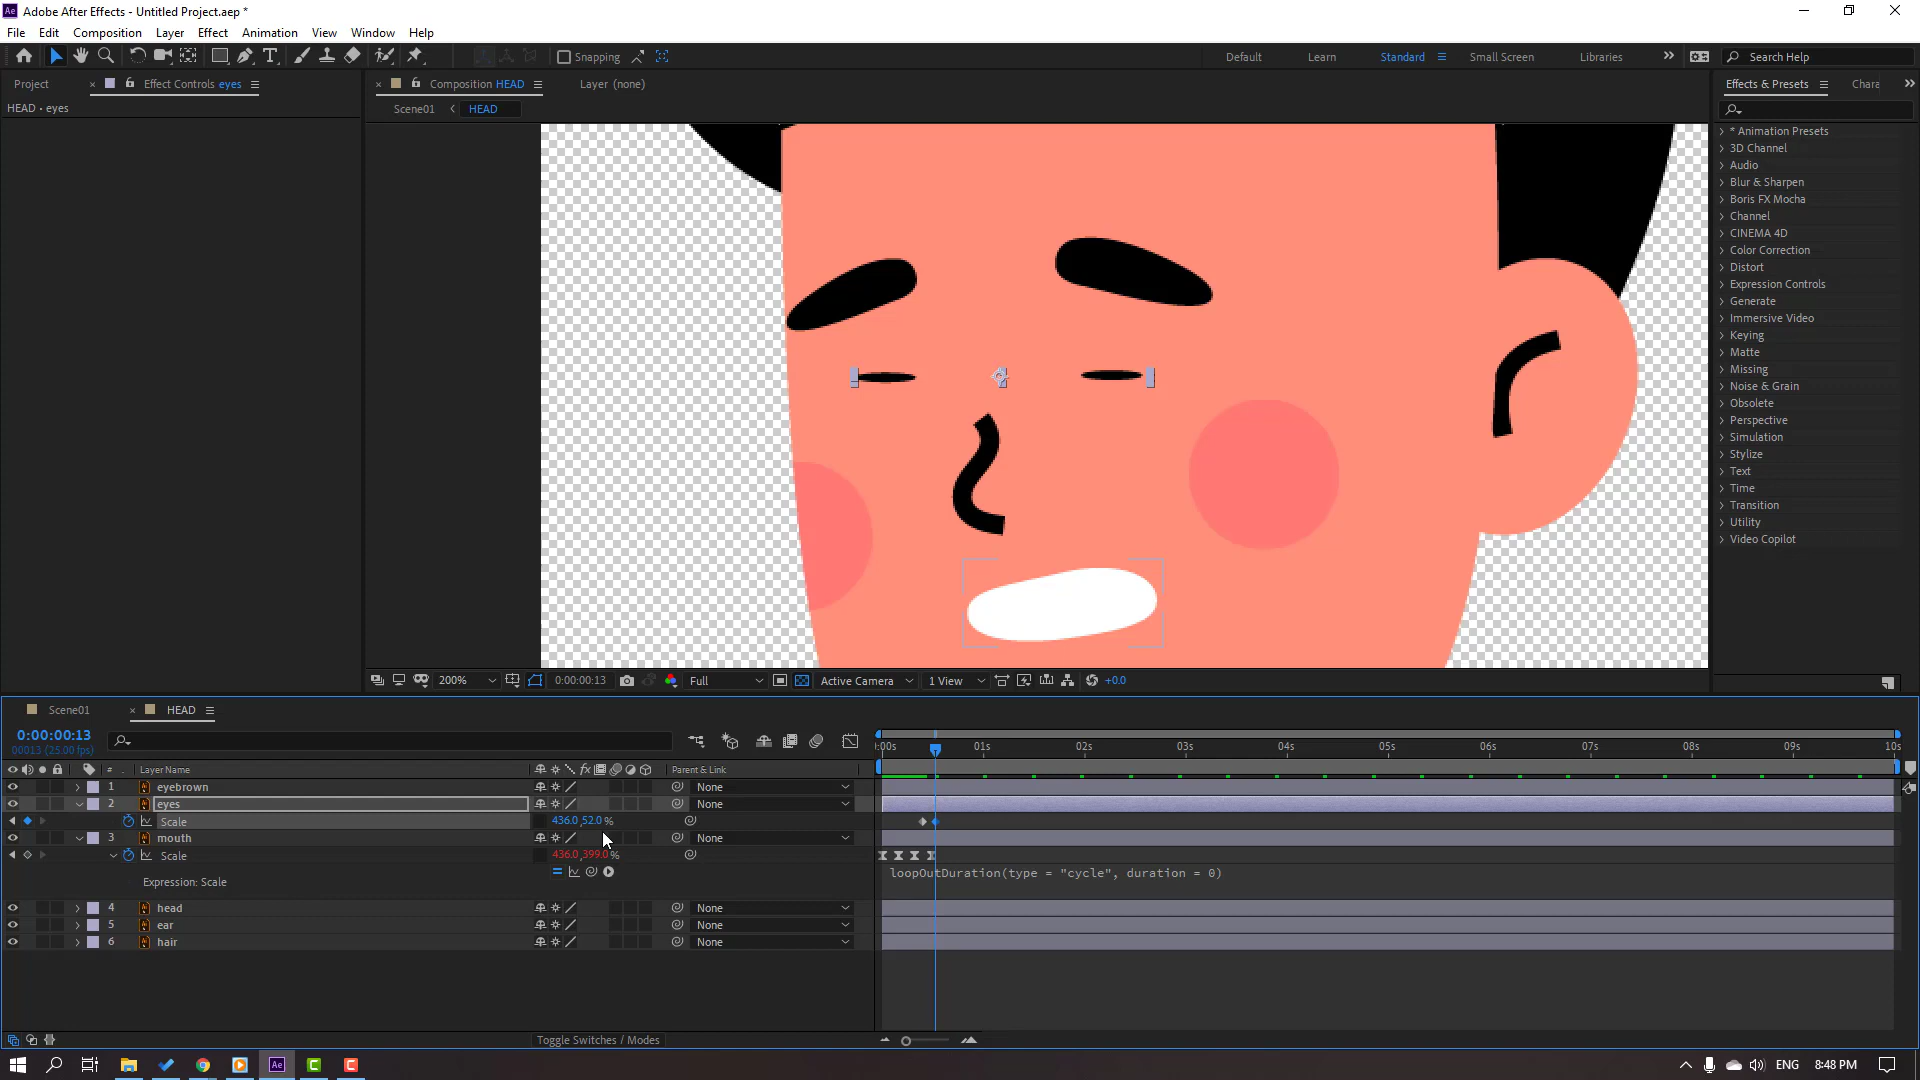 Adobe After Effects - Untitled Project.aep *
File Edit Composition Layer Effect Animation View Window Help
Snapping Default Learn Standard Small Screen Libraries Search Help
Project Effect Controls eyes Composition HEAD Layer (none) Effects & Presets Chara
HEAD • eyes
Scene01 HEAD
* Animation Presets
3D Channel
Audio
Blur & Sharpen
Boris FX Mocha
Channel
CINEMA 4D
Color Correction
Distort
Expression Controls
Generate
Immersive Video
Keying
Matte
Missing
Noise & Grain
Obsolete
Perspective
Simulation
Stylize
Text
Time
Transition
Utility
Video Copilot
200% 0:00:00:13 Full Active Camera 1 View +0.0
Scene01 HEAD
0:00:00:13
00013 (25.00 fps)
:00s 01s 02s 03s 04s 05s 06s 07s 08s 09s 10s
# Layer Name Parent & Link
1 eyebrown None
2 eyes None
Scale 436.0,52.0 %
3 mouth None
Scale 436.0,399.0 %
Expression: Scale loopOutDuration(type = "cycle", duration = 0)
4 head None
5 ear None
6 hair None
Toggle Switches / Modes
ENG 8:48 PM